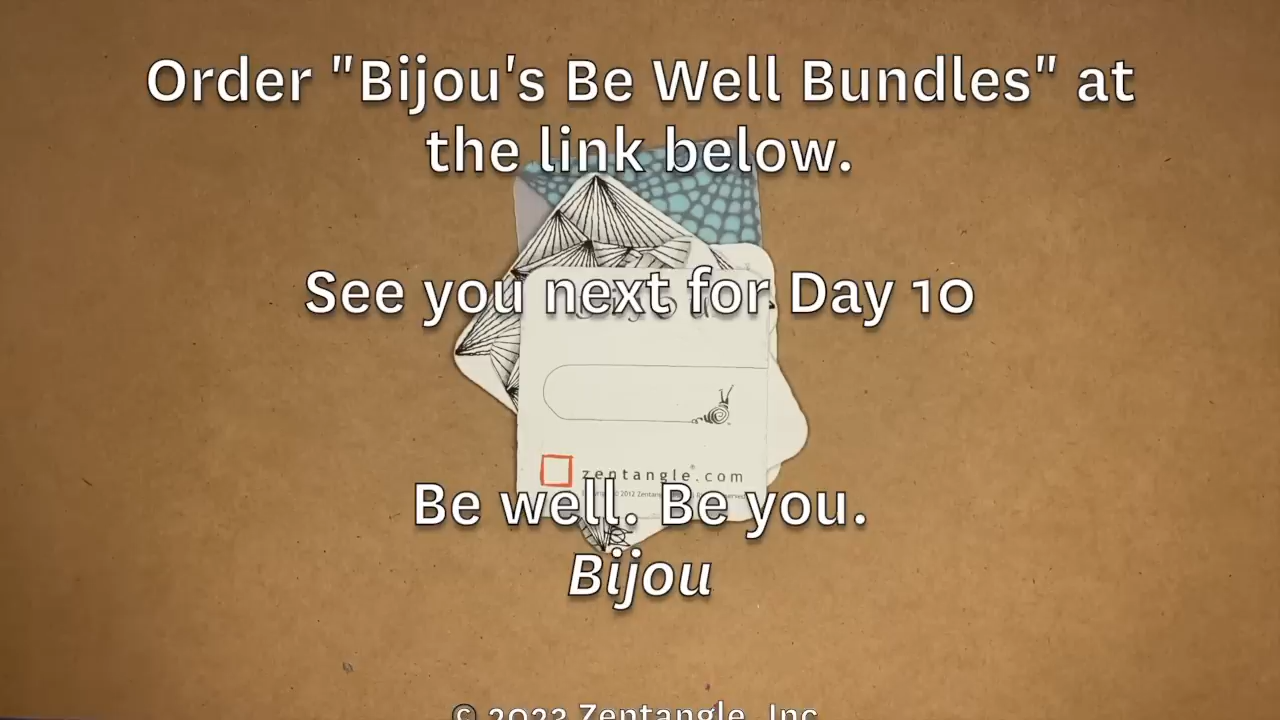 Order "Bijou's Be Well Bundles" at
the link below.
See you next for Day 10
zentangle.com
Be well. Be you.
Bijou
© 2023 Zentangle, Inc.